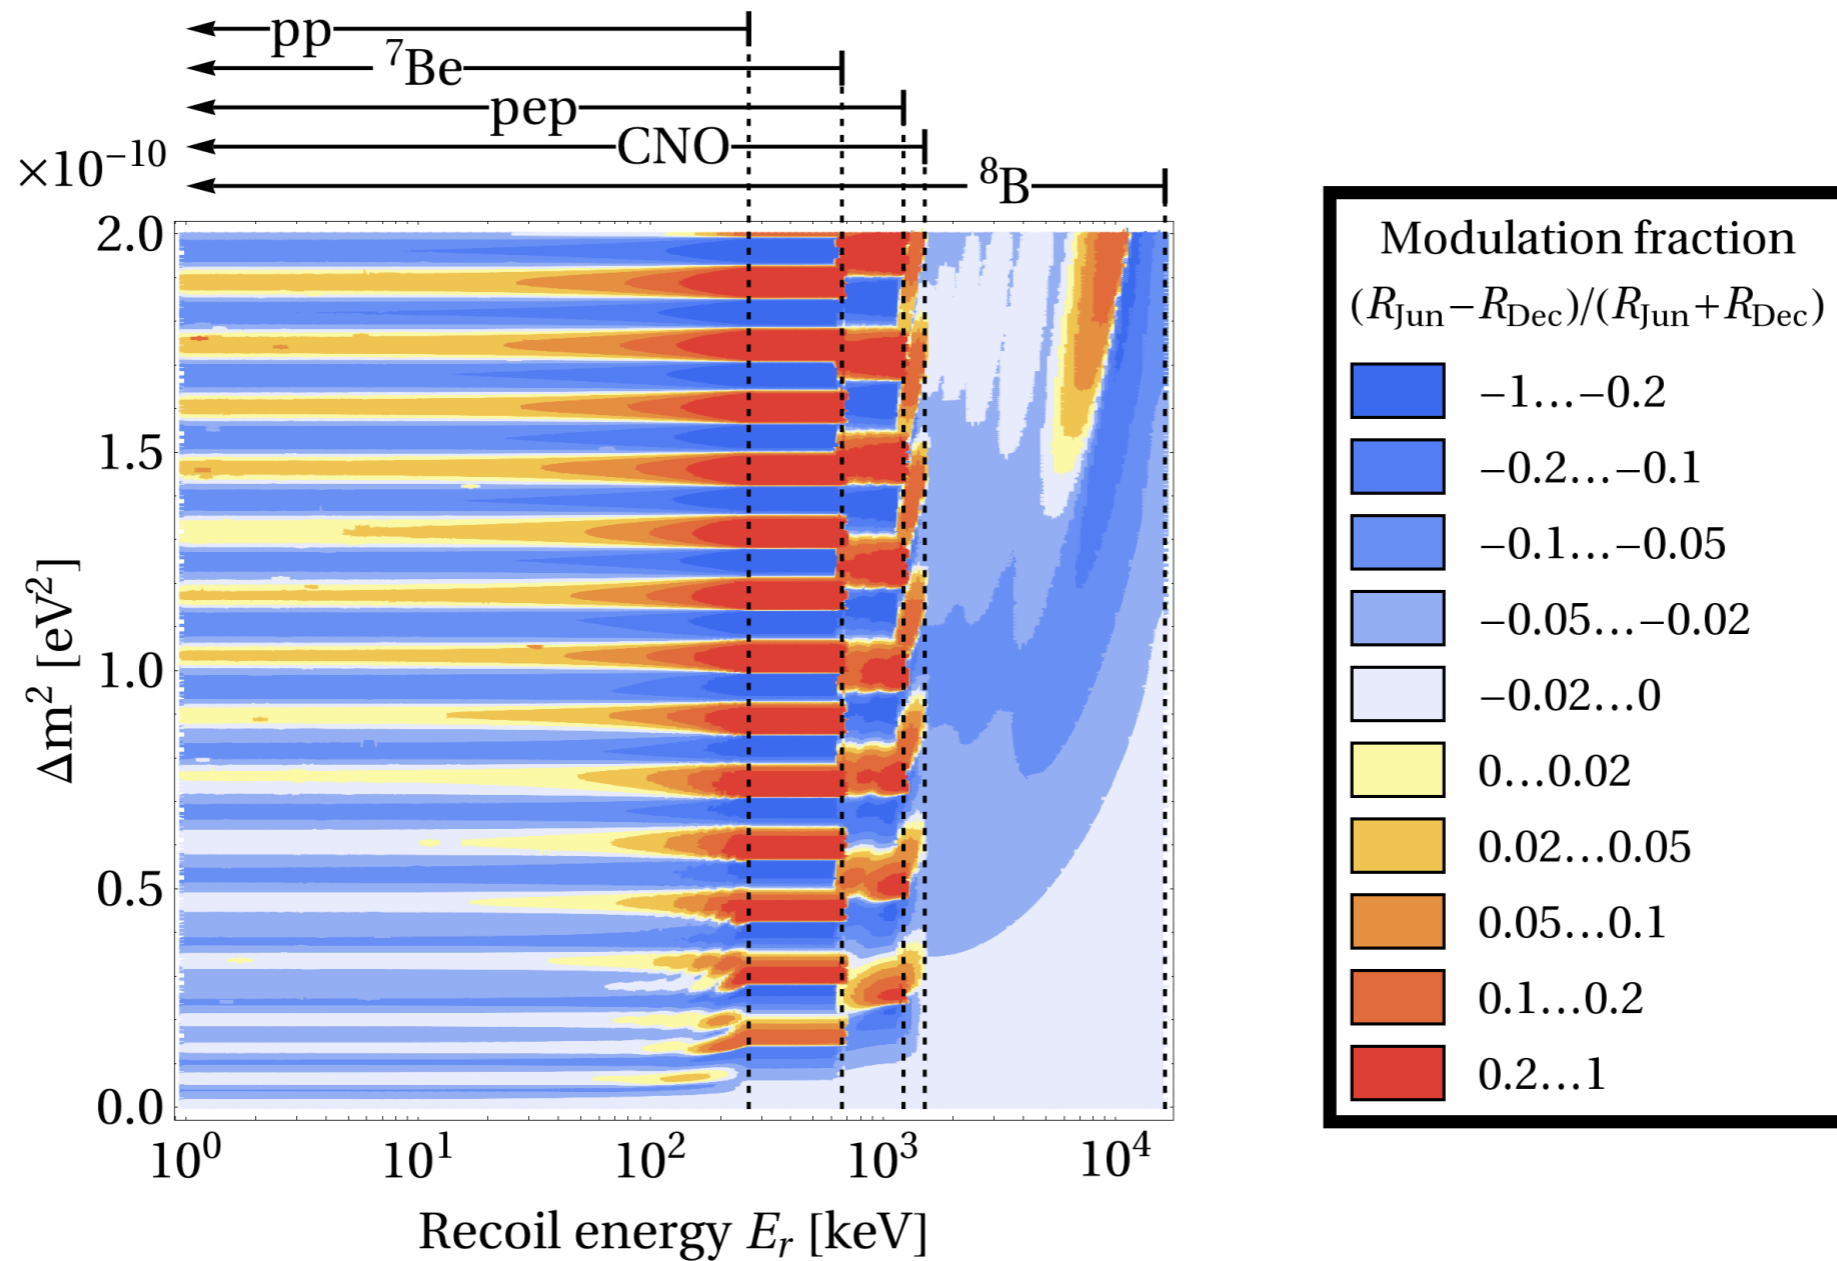 pp
⁷Be
pep
CNO
⁸B
×10⁻¹⁰
2.0
1.5
1.0
0.5
0.0
Δm² [eV²]
10⁰ 10¹ 10² 10³ 10⁴
Recoil energy Eᵣ [keV]
Modulation fraction
(R_Jun−R_Dec)/(R_Jun+R_Dec)
−1…−0.2
−0.2…−0.1
−0.1…−0.05
−0.05…−0.02
−0.02…0
0…0.02
0.02…0.05
0.05…0.1
0.1…0.2
0.2…1